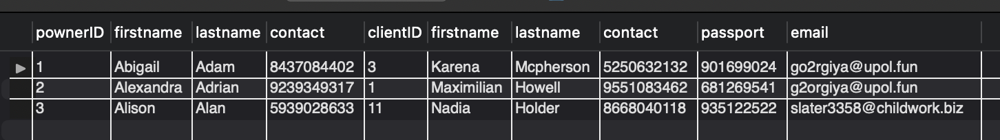 pownerID firstname lastname contact clientID firstname lastname contact passport email
1 Abigail Adam 8437084402 3 Karena Mcpherson 5250632132 901699024 go2rgiya@upol.fun
2 Alexandra Adrian 9239349317 1 Maximilian Howell 9551083462 681269541 g2orgiya@upol.fun
3 Alison Alan 5939028633 11 Nadia Holder 8668040118 935122522 slater3358@childwork.biz